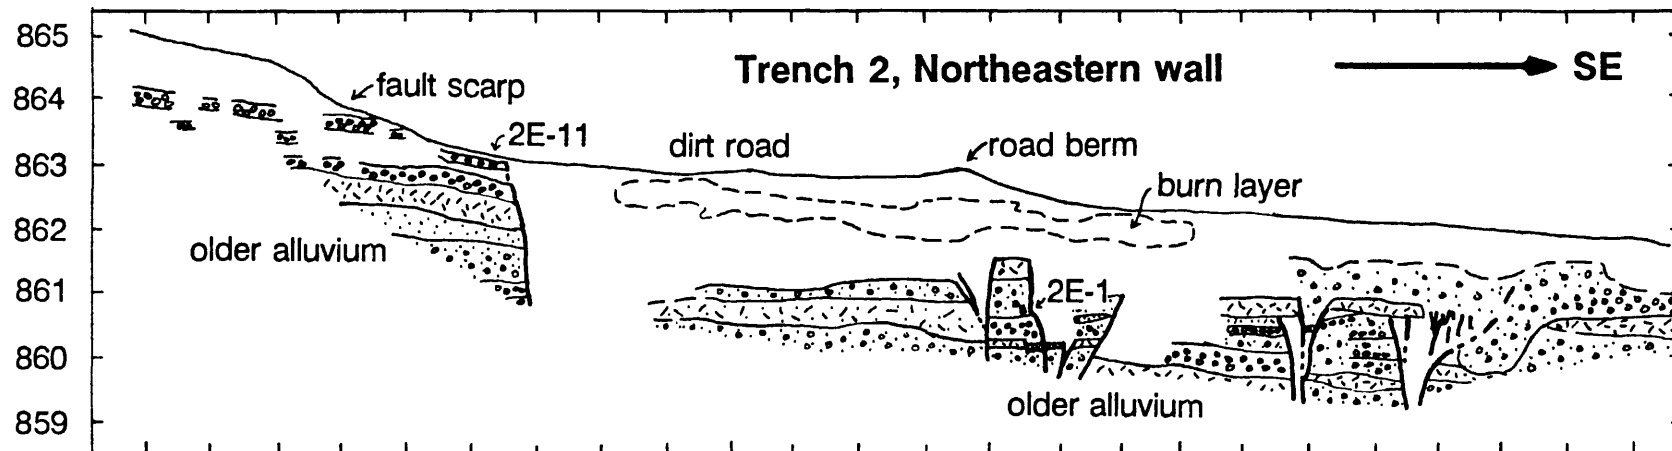 865
Trench 2, Northeastern wall
SE
864
fault scarp
2E-11
863
dirt road
road berm
burn layer
862
older alluvium
861
2E-1
860
older alluvium
859